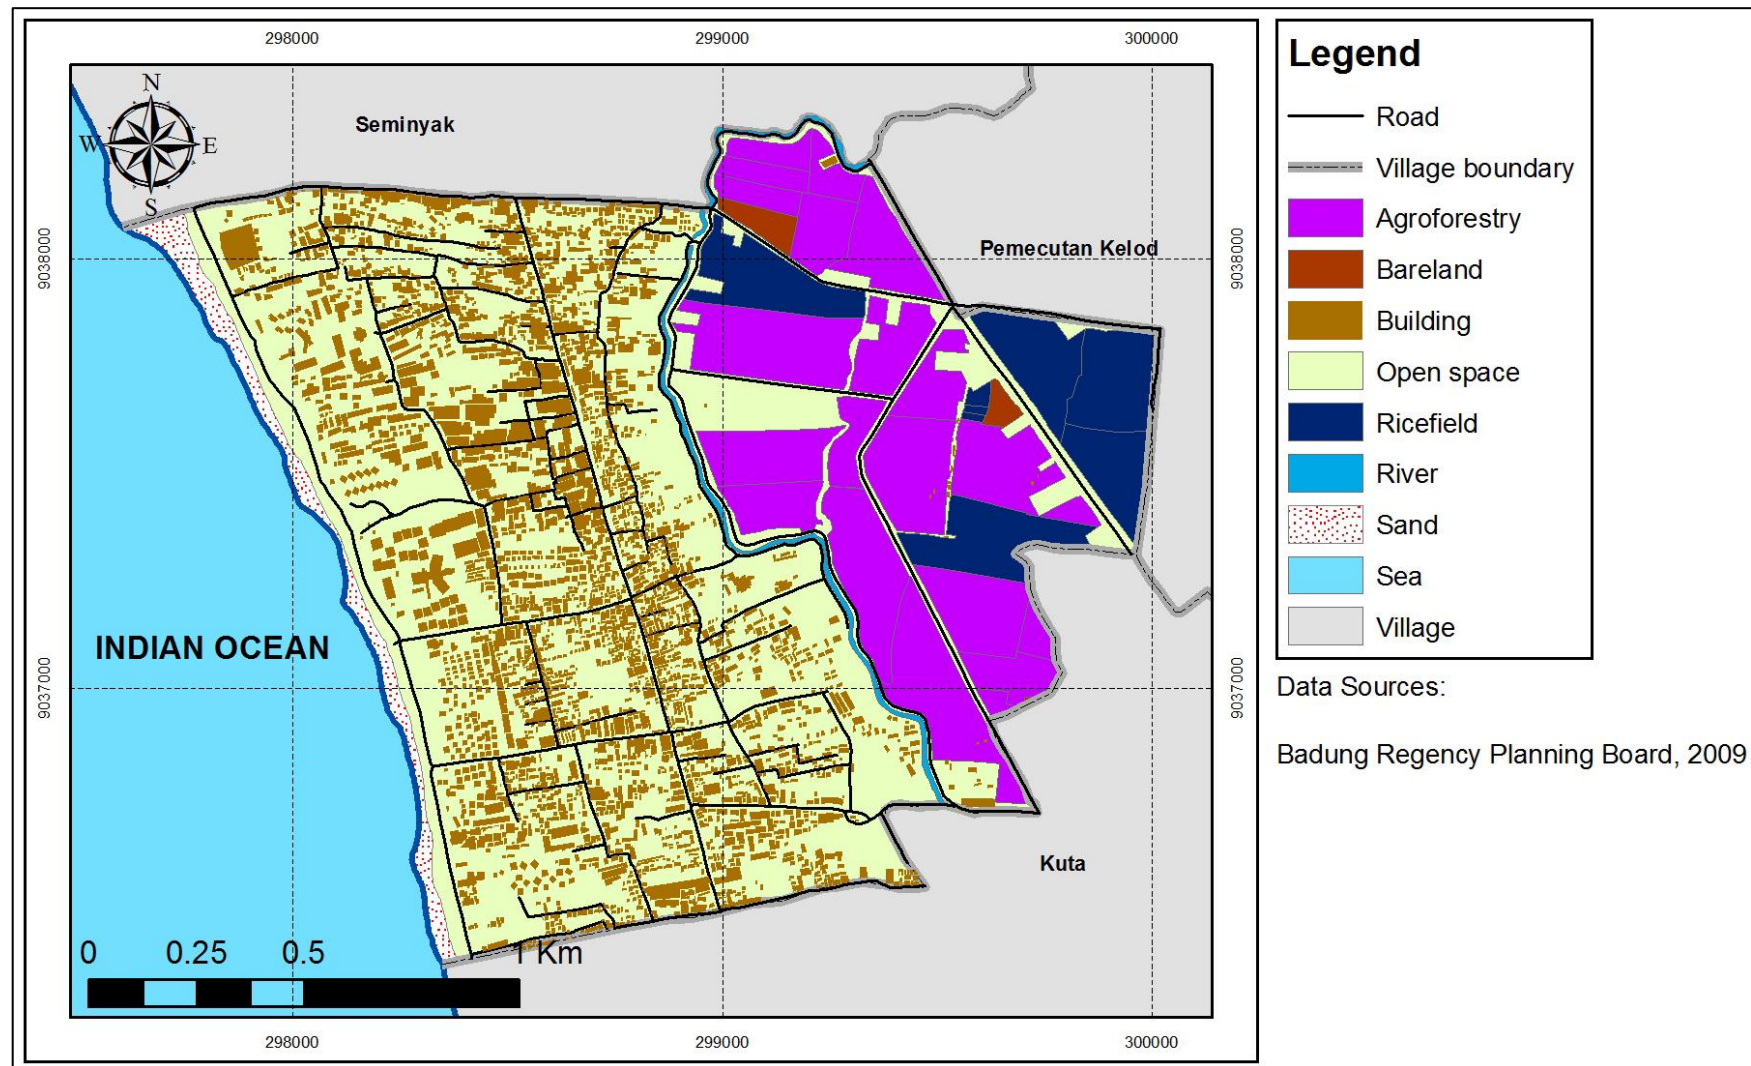 298000
299000
300000
N
W
E
S
Seminyak
Pemecutan Kelod
9038000
9038000
INDIAN OCEAN
9037000
9037000
Kuta
0
0.25
0.5
1 Km
298000
299000
300000
Legend
Road
Village boundary
Agroforestry
Bareland
Building
Open space
Ricefield
River
Sand
Sea
Village
Data Sources:
Badung Regency Planning Board, 2009